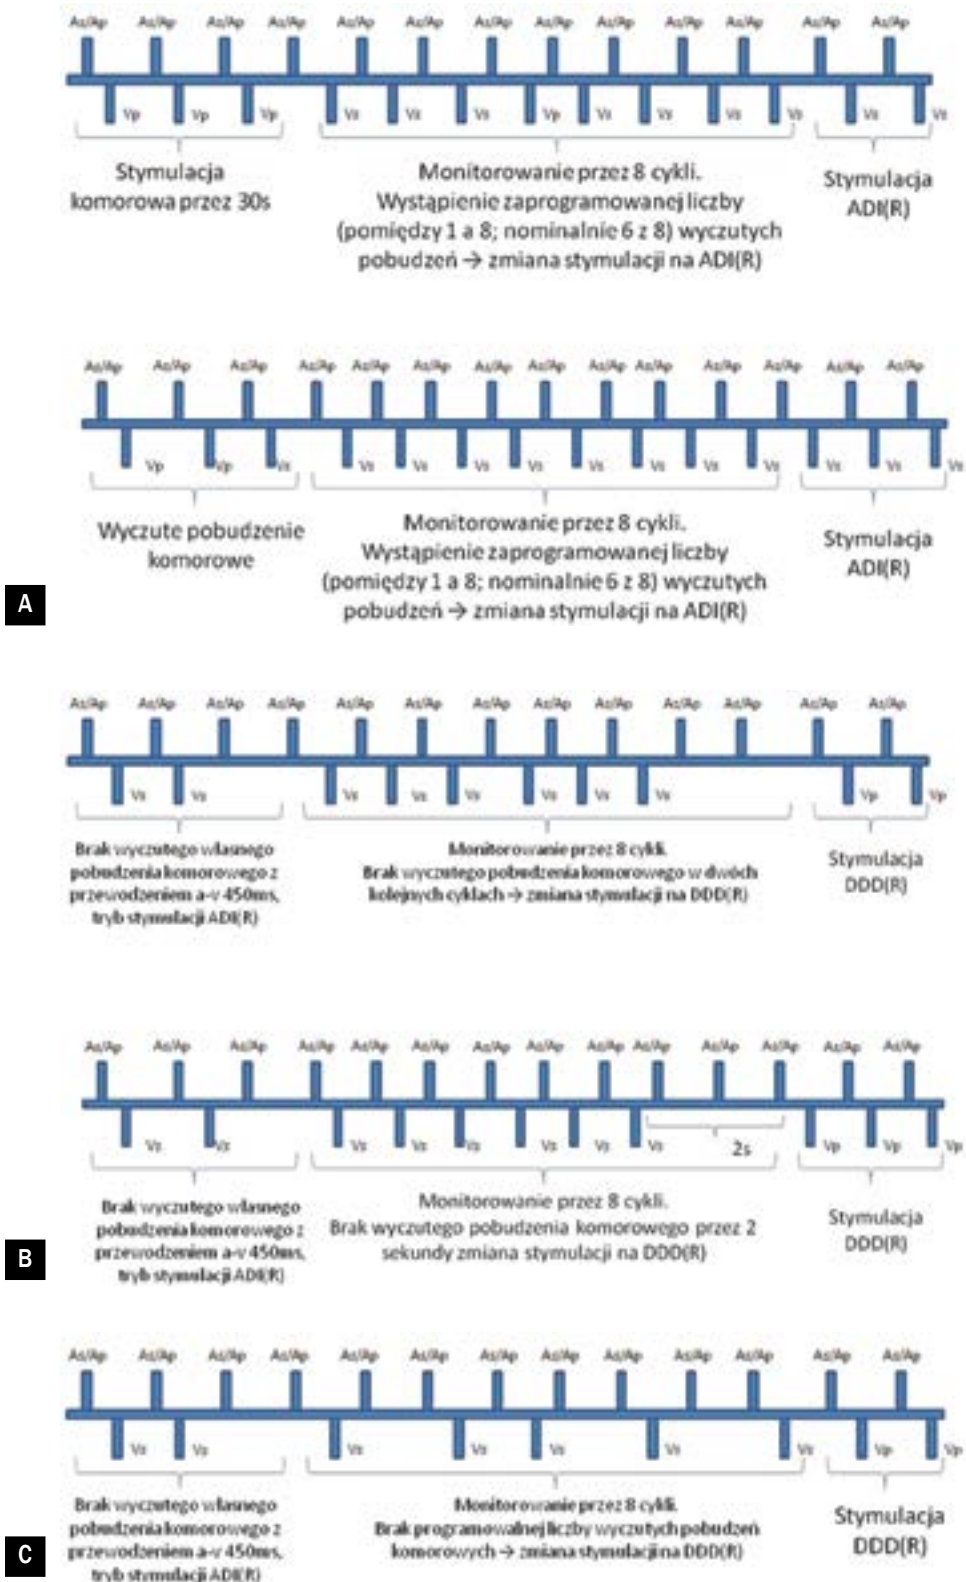 As/Ap As/Ap As/Ap As/Ap As/Ap As/Ap As/Ap As/Ap As/Ap As/Ap As/Ap As/Ap As/Ap
Vp Vp Vp Vs Vs Vs Vp Vs Vs Vs Vs Vs Vs
Stymulacja
komorowa przez 30s
Monitorowanie przez 8 cykli.
Wystąpienie zaprogramowanej liczby
(pomiędzy 1 a 8; nominalnie 6 z 8) wyczutych
pobudzeń → zmiana stymulacji na ADI(R)
Stymulacja
ADI(R)
As/Ap As/Ap As/Ap As/Ap As/Ap As/Ap As/Ap As/Ap As/Ap As/Ap As/Ap As/Ap As/Ap As/Ap
Vp Vp Vs Vs Vs Vs Vs Vs Vs Vs Vs Vs Vs Vs
Wyczute pobudzenie
komorowe
Monitorowanie przez 8 cykli.
Wystąpienie zaprogramowanej liczby
(pomiędzy 1 a 8; nominalnie 6 z 8) wyczutych
pobudzeń → zmiana stymulacji na ADI(R)
Stymulacja
ADI(R)
A
As/Ap As/Ap As/Ap As/Ap As/Ap As/Ap As/Ap As/Ap As/Ap As/Ap As/Ap As/Ap As/Ap
Vs Vs Vs Vs Vs Vs Vs Vs Vp Vp
Brak wyczutego własnego
pobudzenia komorowego z
przewodzeniem a-v 450ms,
tryb stymulacji ADI(R)
Monitorowanie przez 8 cykli.
Brak wyczutego pobudzenia komorowego w dwóch
kolejnych cyklach → zmiana stymulacji na DDD(R)
Stymulacja
DDD(R)
As/Ap As/Ap As/Ap As/Ap As/Ap As/Ap As/Ap As/Ap As/Ap As/Ap As/Ap As/Ap As/Ap As/Ap
Vs Vs Vs Vs Vs Vs Vs Vs Vp Vp Vp
2s
Brak wyczutego własnego
pobudzenia komorowego z
przewodzeniem a-v 450ms,
tryb stymulacji ADI(R)
Monitorowanie przez 8 cykli.
Brak wyczutego pobudzenia komorowego przez 2
sekundy zmiana stymulacji na DDD(R)
Stymulacja
DDD(R)
B
As/Ap As/Ap As/Ap As/Ap As/Ap As/Ap As/Ap As/Ap As/Ap As/Ap As/Ap As/Ap As/Ap
Vs Vs Vs Vs Vs Vs Vs Vp Vp
Brak wyczutego własnego
pobudzenia komorowego z
przewodzeniem a-v 450ms,
tryb stymulacji ADI(R)
Monitorowanie przez 8 cykli.
Brak programowalnej liczby wyczutych pobudzeń
komorowych → zmiana stymulacji na DDD(R)
Stymulacja
DDD(R)
C